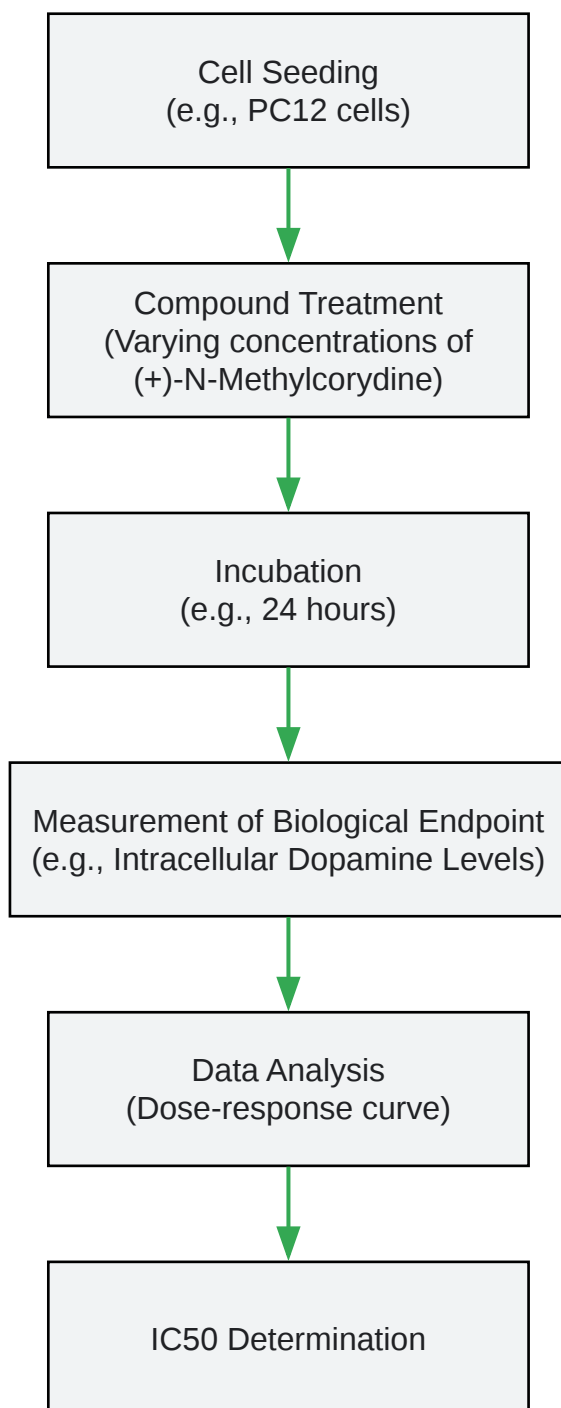 Cell Seeding
(e.g., PC12 cells)
Compound Treatment
(Varying concentrations of
(+)-N-Methylcorydine)
Incubation
(e.g., 24 hours)
Measurement of Biological Endpoint
(e.g., Intracellular Dopamine Levels)
Data Analysis
(Dose-response curve)
IC50 Determination